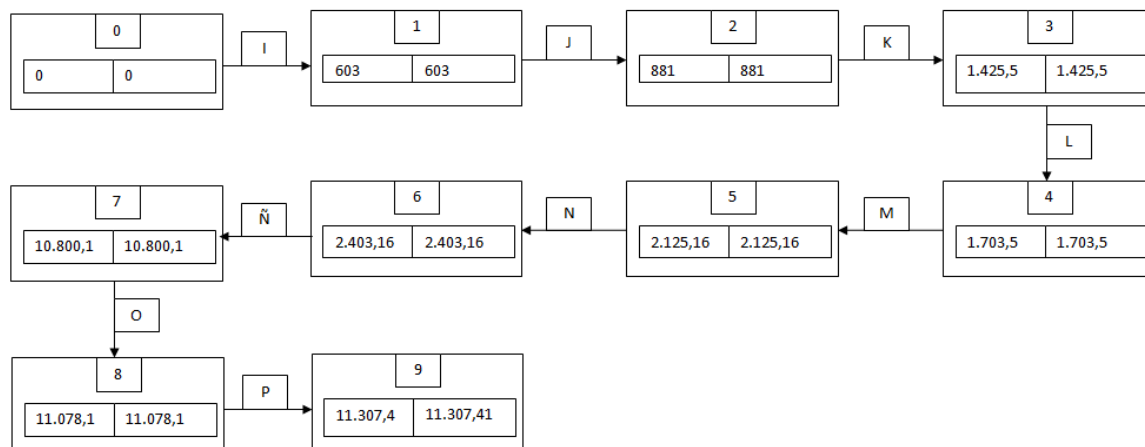 0
0 0
I
1
603 603
J
2
881 881
K
3
1.425,5 1.425,5
L
4
1.703,5 1.703,5
M
5
2.125,16 2.125,16
N
6
2.403,16 2.403,16
Ñ
7
10.800,1 10.800,1
O
8
11.078,1 11.078,1
P
9
11.307,4 11.307,41